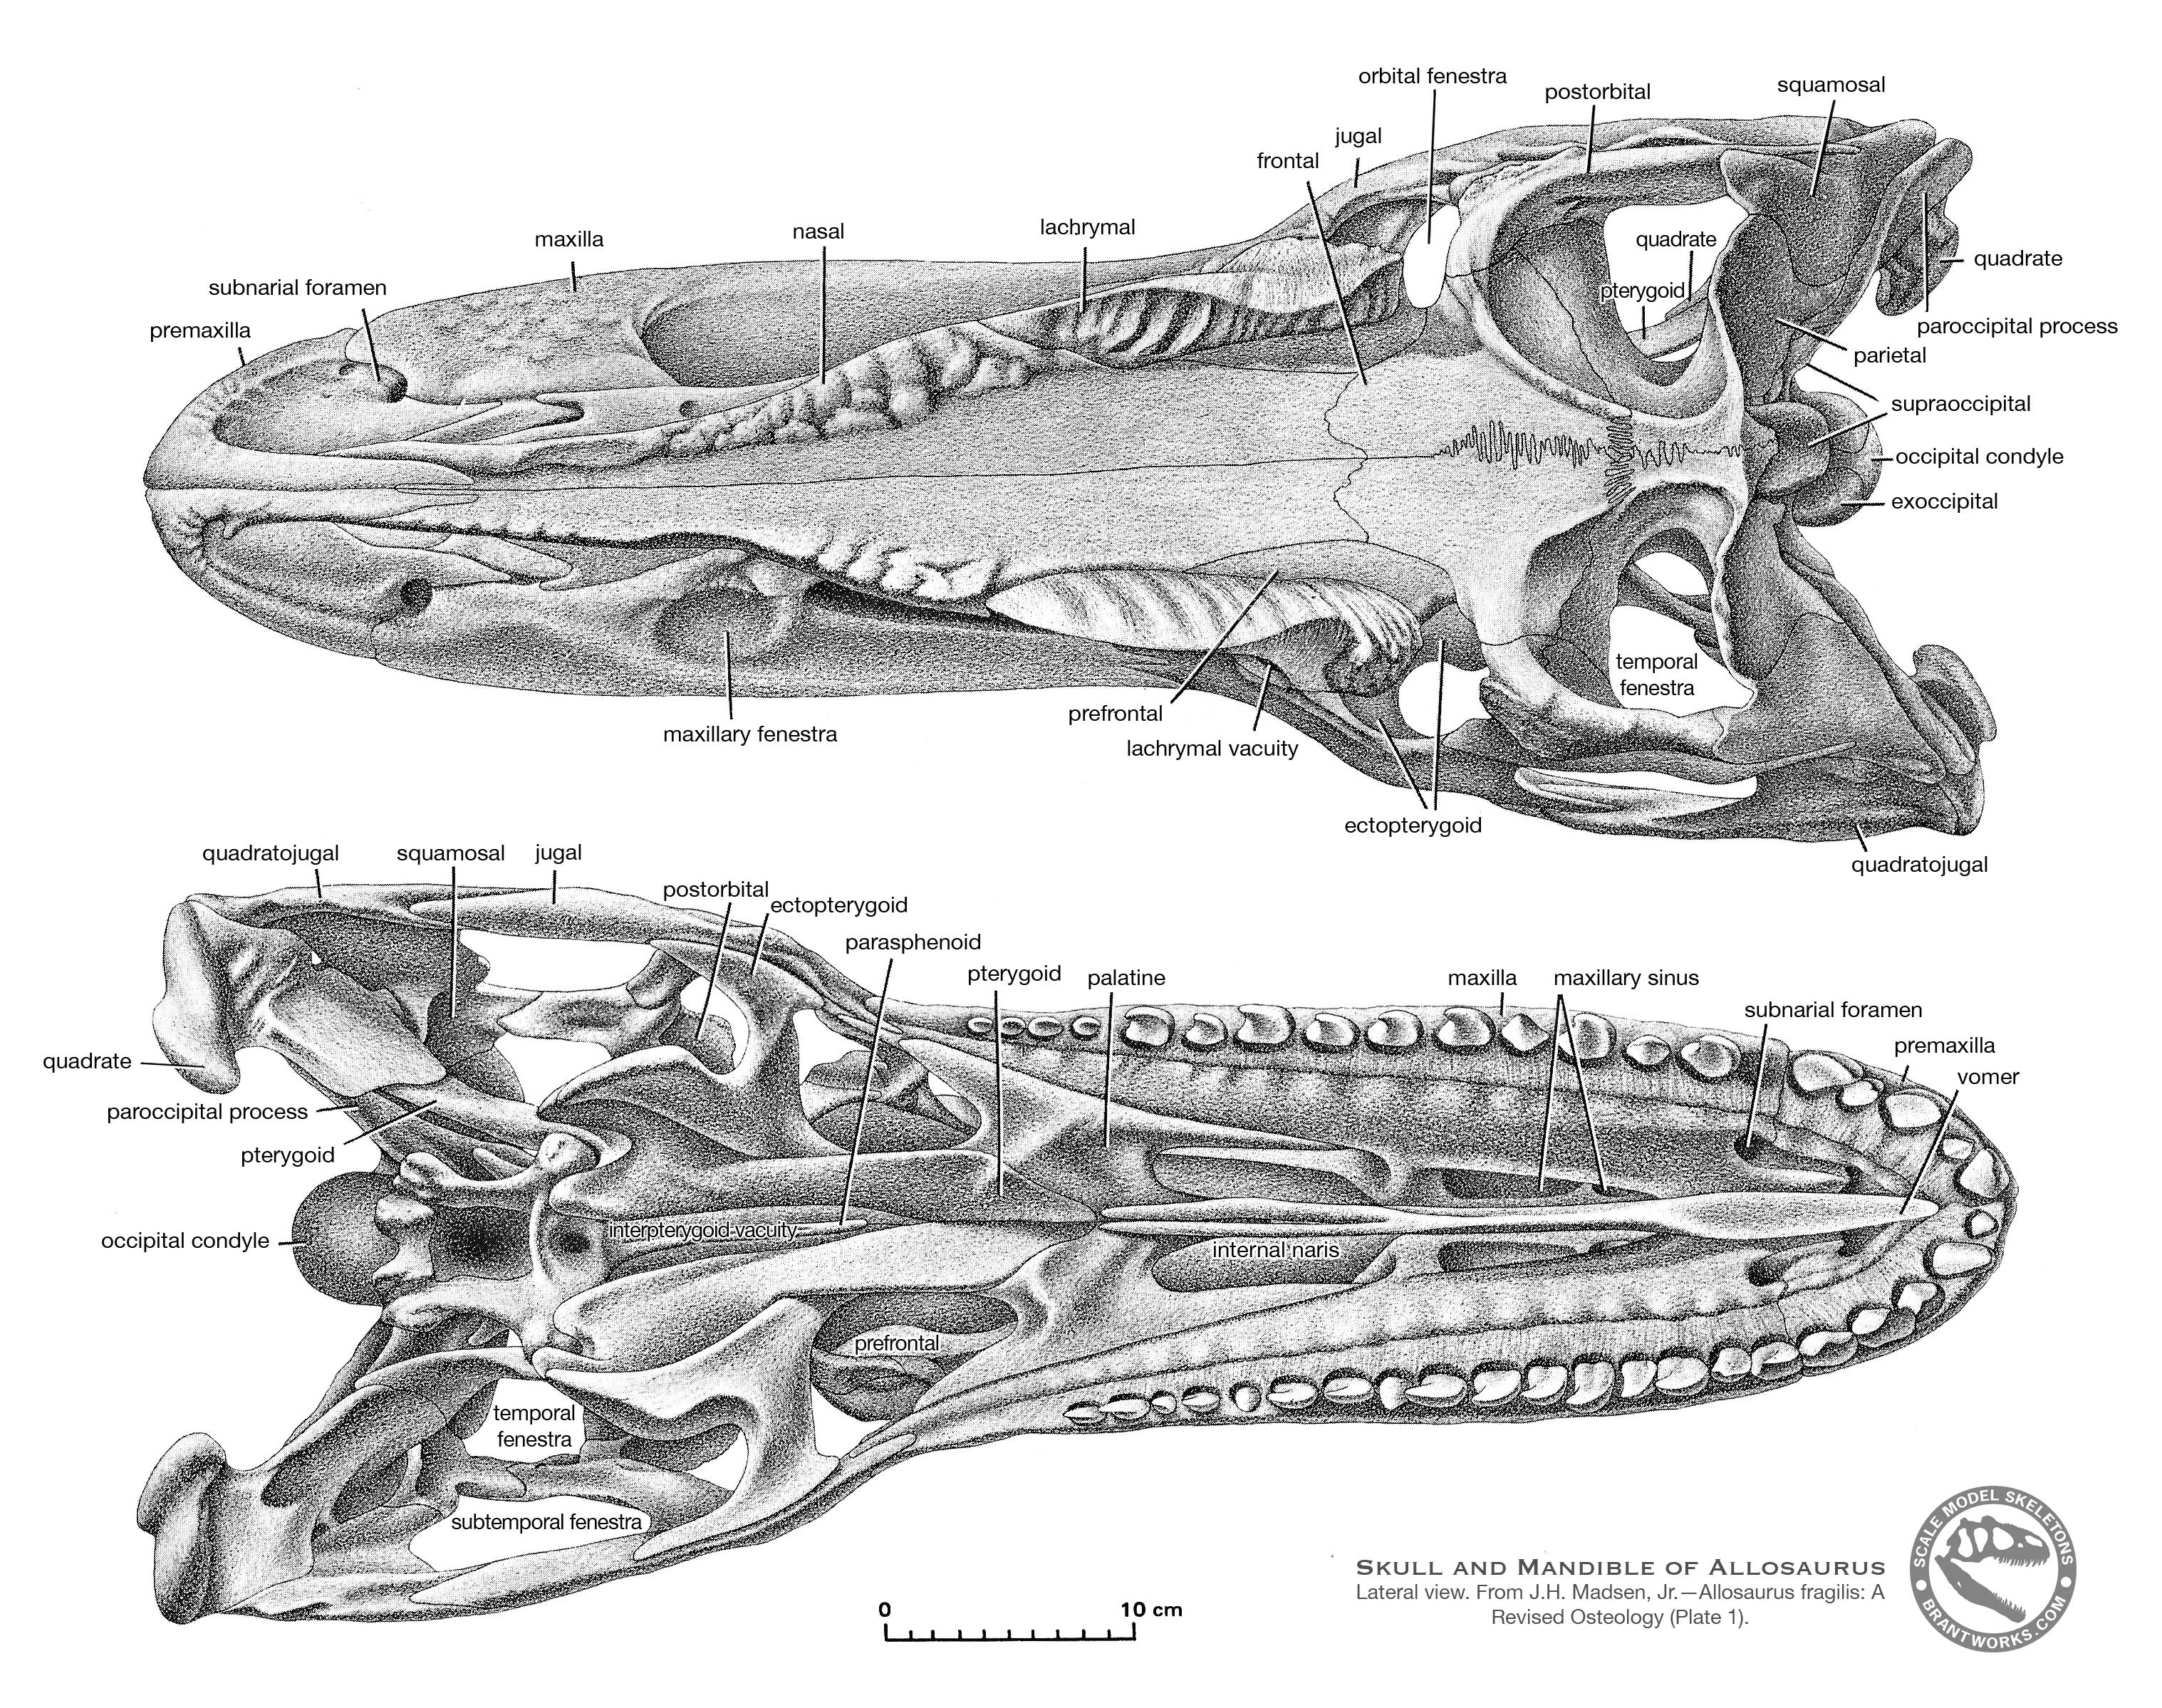 orbital fenestra
postorbital
squamosal
jugal
frontal
lachrymal
nasal
maxilla
quadrate
quadrate
subnarial foramen
pterygoid
premaxilla
paroccipital process
parietal
supraoccipital
occipital condyle
exoccipital
temporal
fenestra
prefrontal
maxillary fenestra
lachrymal vacuity
ectopterygoid
quadratojugal
quadratojugal
squamosal
jugal
postorbital
ectopterygoid
parasphenoid
pterygoid
palatine
maxilla
maxillary sinus
subnarial foramen
premaxilla
quadrate
vomer
paroccipital process
pterygoid
interpterygoid vacuity
occipital condyle
internal naris
prefrontal
temporal
fenestra
subtemporal fenestra
0 10 cm
SKULL AND MANDIBLE OF ALLOSAURUS
Lateral view. From J.H. Madsen, Jr.—Allosaurus fragilis: A
Revised Osteology (Plate 1).
SCALE MODEL SKELETONS
• BRANTWORKS.COM •